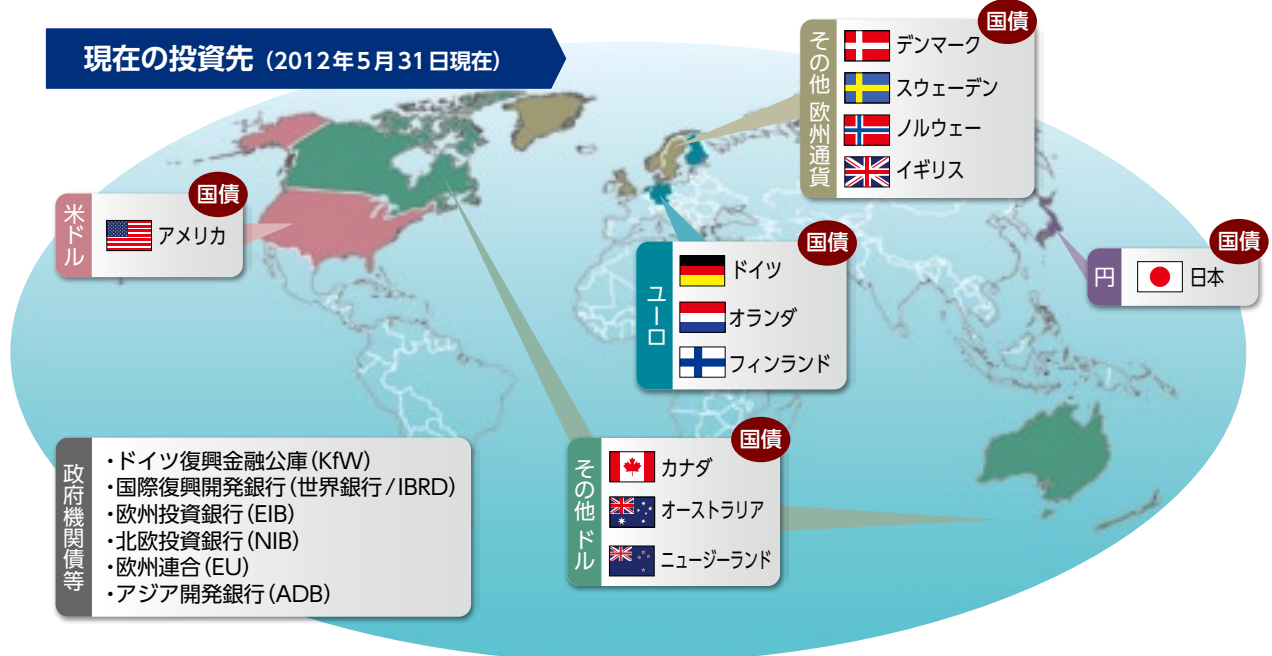 現在の投資先 (2012年5月31日現在)
国債
その他 欧州通貨
デンマーク
スウェーデン
ノルウェー
イギリス
国債
米ドル
アメリカ
国債
ユーロ
ドイツ
オランダ
フィンランド
国債
円
日本
国債
その他 ドル
カナダ
オーストラリア
ニュージーランド
政府機関債等
・ドイツ復興金融公庫(KfW)
・国際復興開発銀行(世界銀行/IBRD)
・欧州投資銀行(EIB)
・北欧投資銀行(NIB)
・欧州連合(EU)
・アジア開発銀行(ADB)